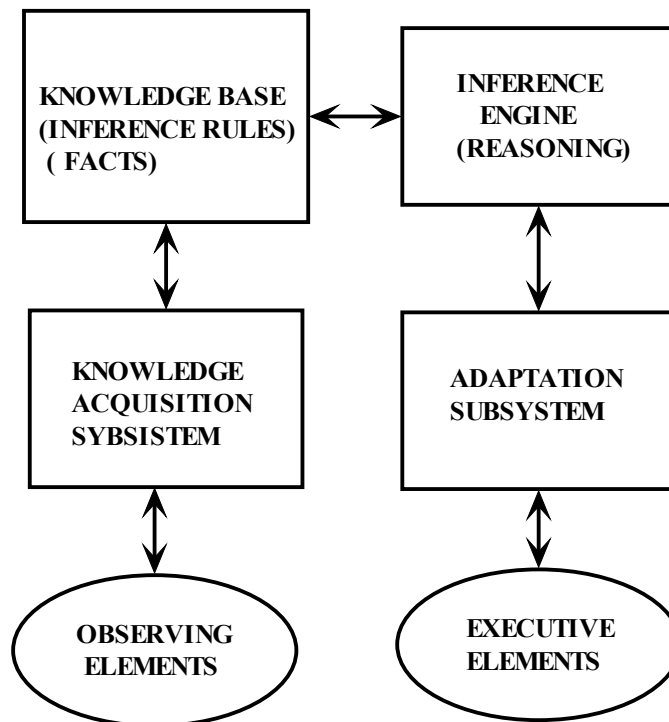 KNOWLEDGE BASE
(INFERENCE RULES)
( FACTS)
INFERENCE
ENGINE
(REASONING)
KNOWLEDGE
ACQUISITION
SYBSISTEM
ADAPTATION
SUBSYSTEM
OBSERVING
ELEMENTS
EXECUTIVE
ELEMENTS